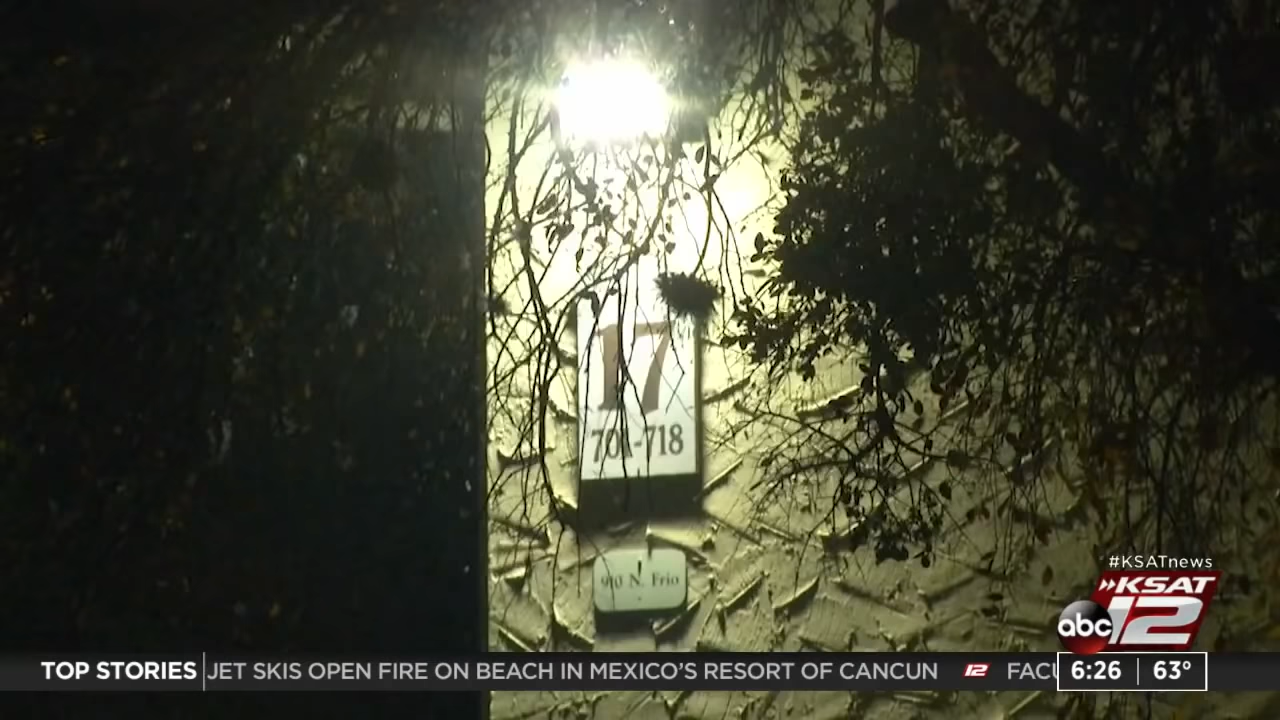 17
701-718
910 N. Frio
#KSATnews
KSAT
abc 12
TOP STORIES JET SKIS OPEN FIRE ON BEACH IN MEXICO'S RESORT OF CANCUN 12 FACU
6:26 63°